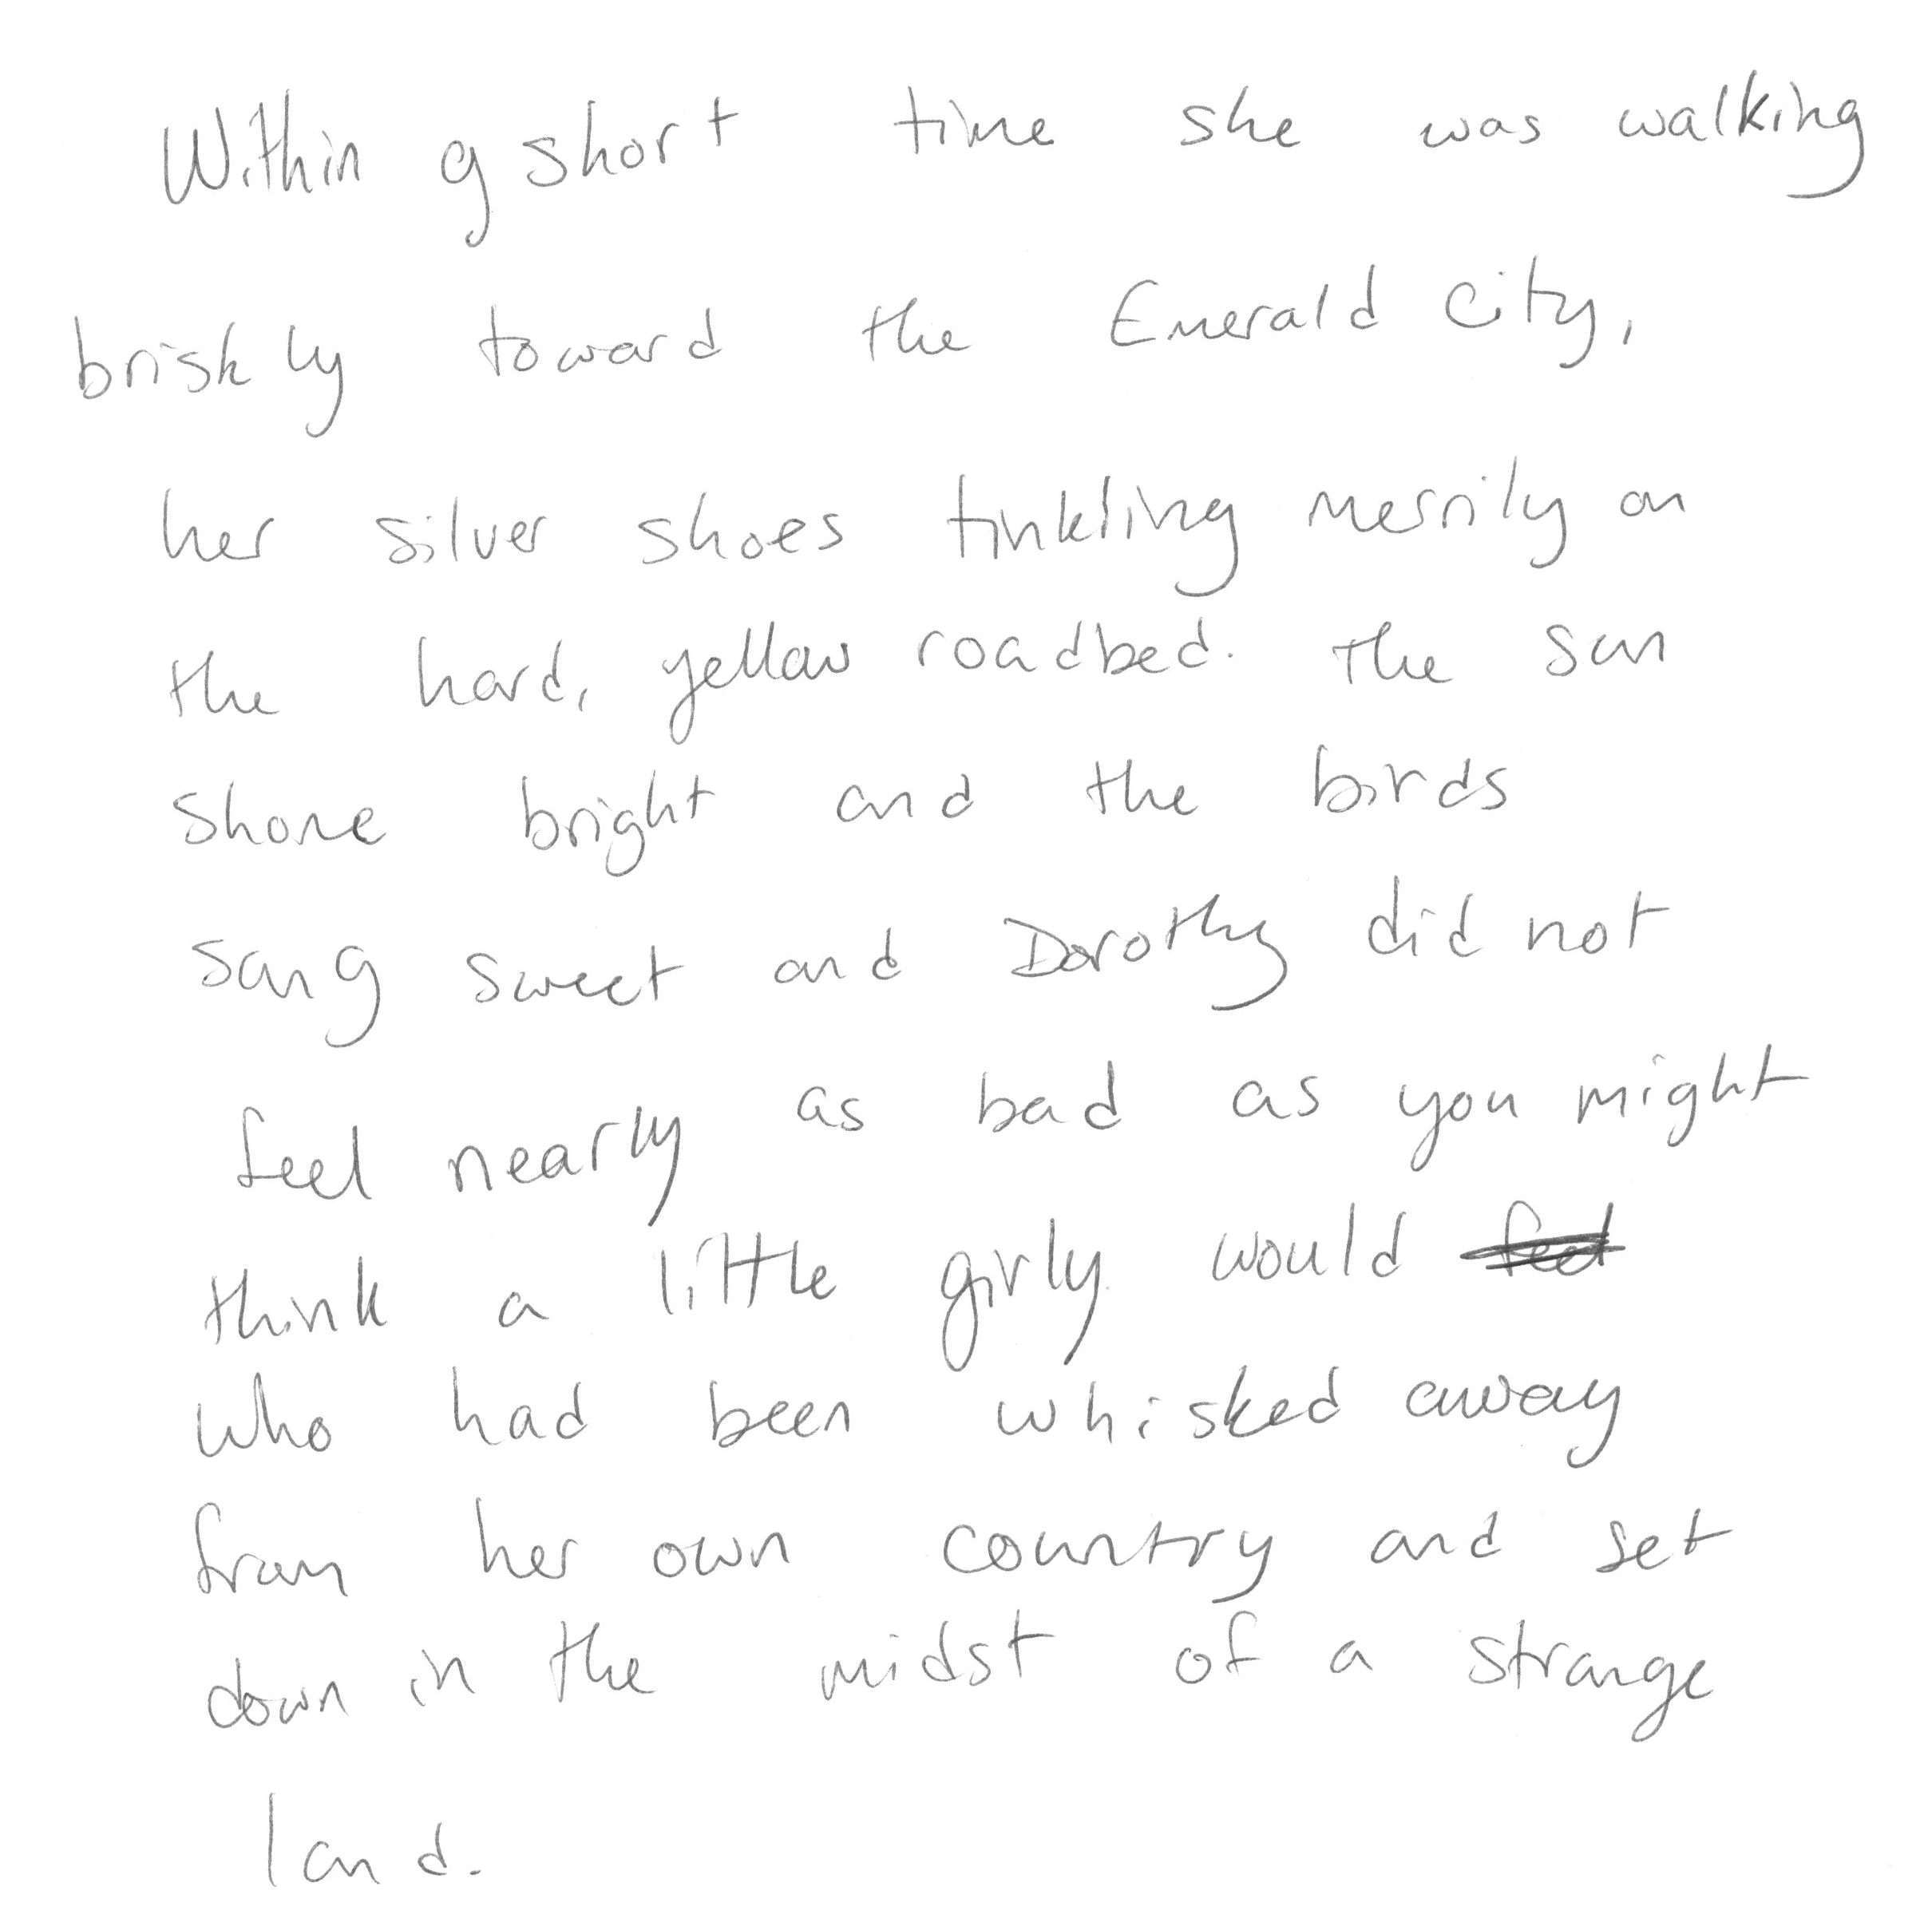 Within g short time she was walking
briskly toward the Emerald City,
her silver shoes tinkling merrily on
the hard, yellow roadbed. The sun
shone bright and the birds
sang sweet and Dorothy did not
feel nearly as bad as you might
think a little girly would feel
who had been whisked away
from her own country and set
down in the midst of a strange
land.